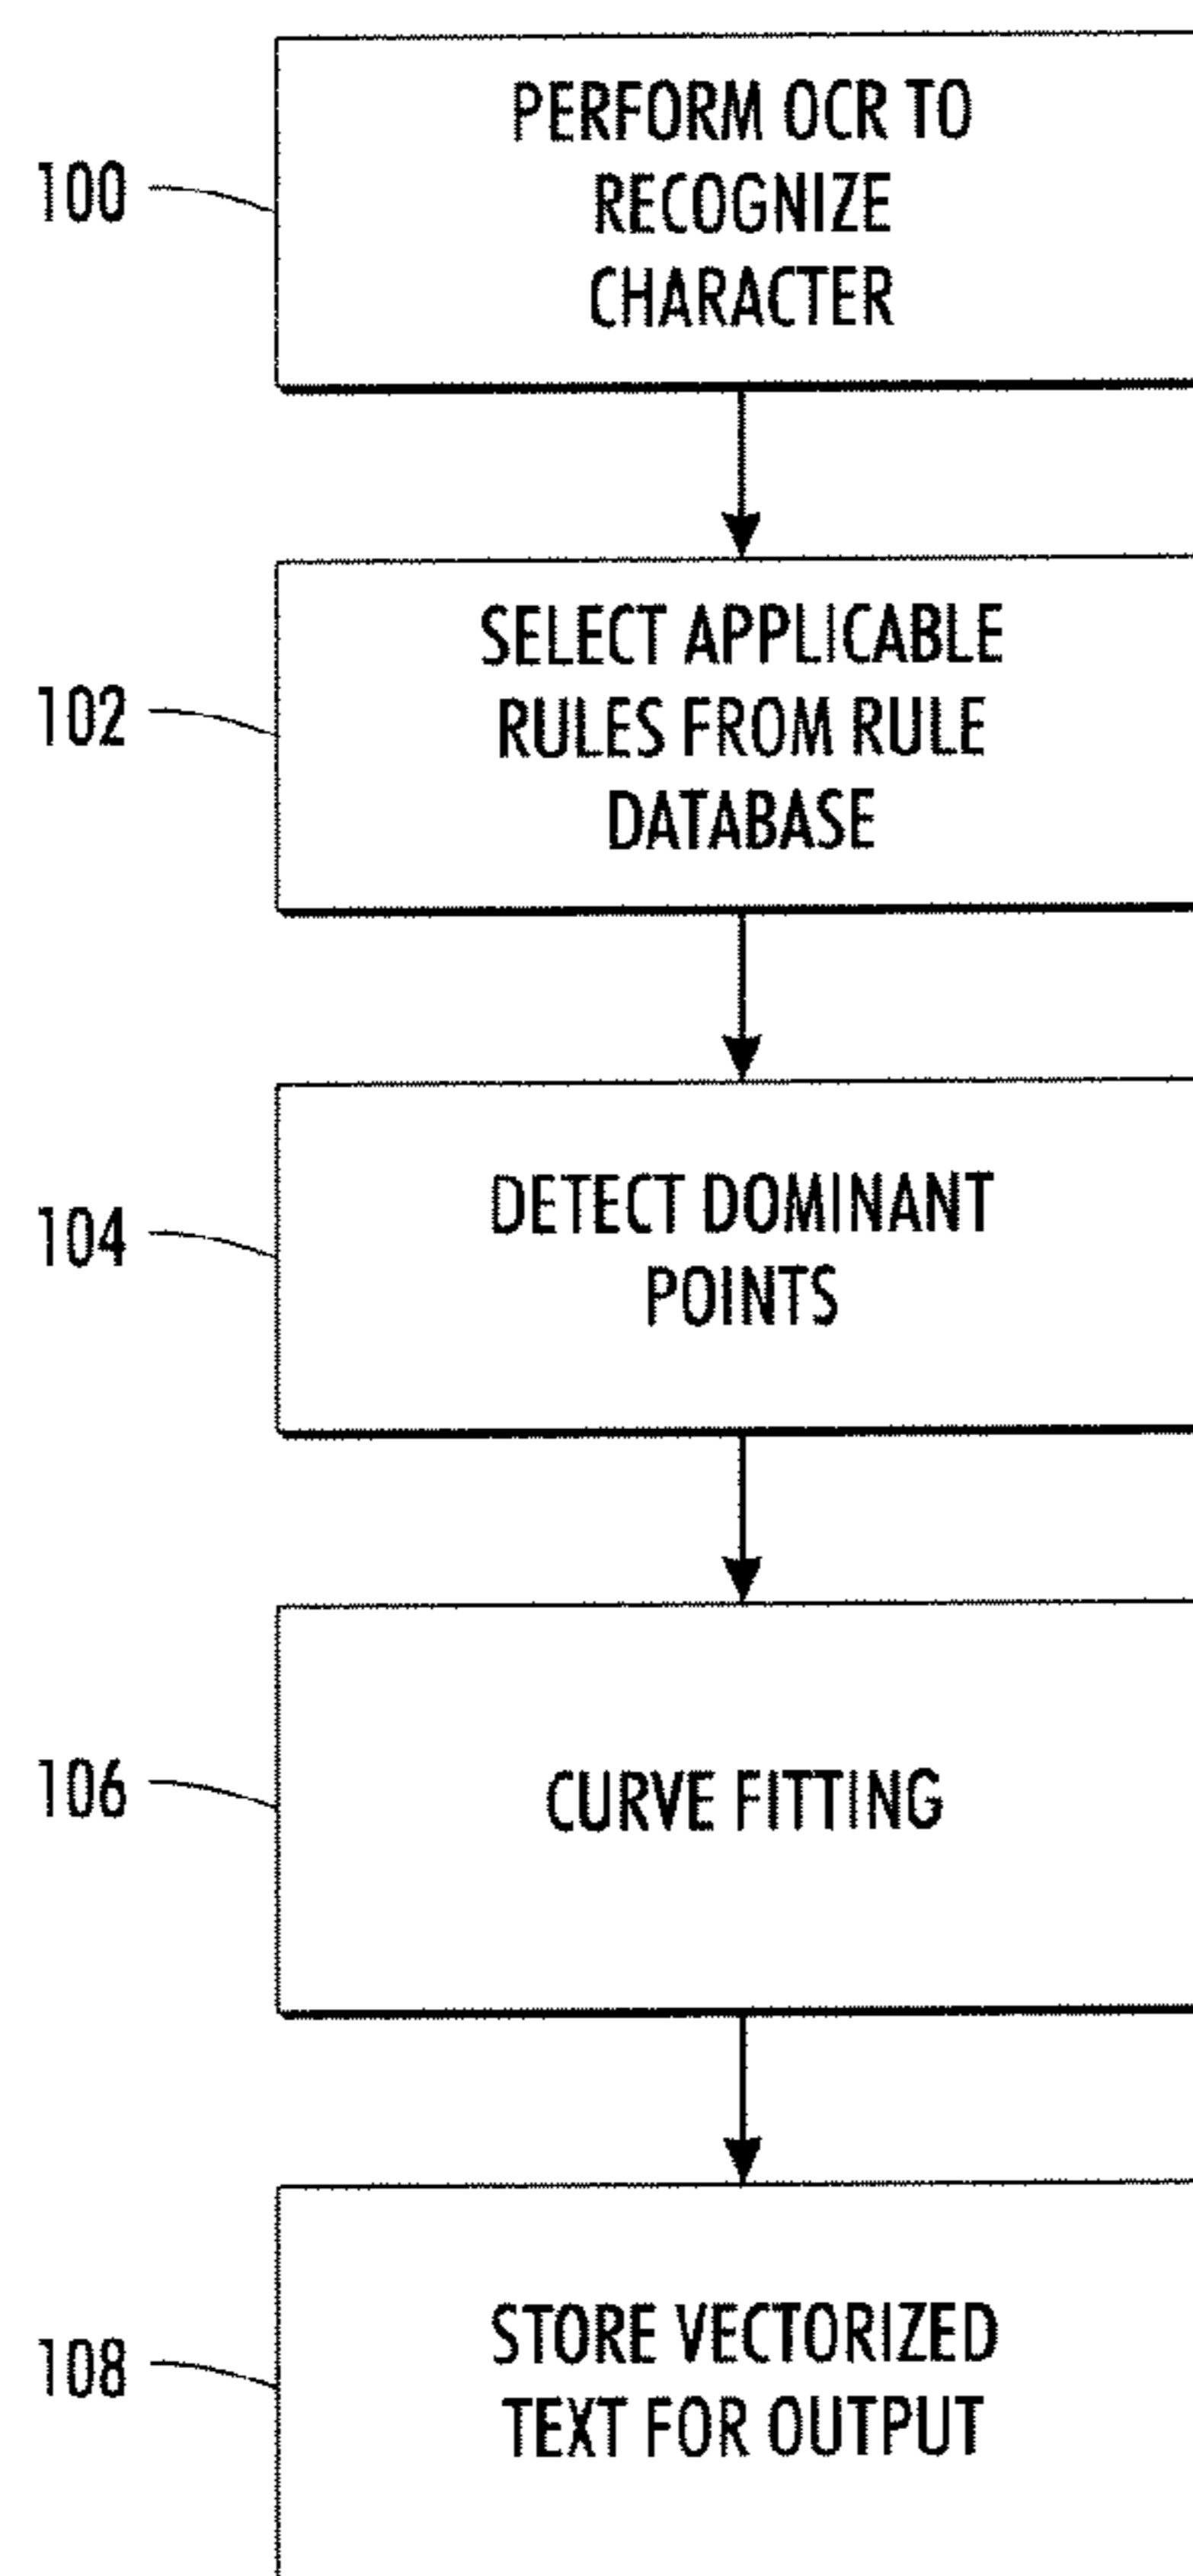 100
PERFORM OCR TO
RECOGNIZE
CHARACTER
102
SELECT APPLICABLE
RULES FROM RULE
DATABASE
104
DETECT DOMINANT
POINTS
106
CURVE FITTING
108
STORE VECTORIZED
TEXT FOR OUTPUT